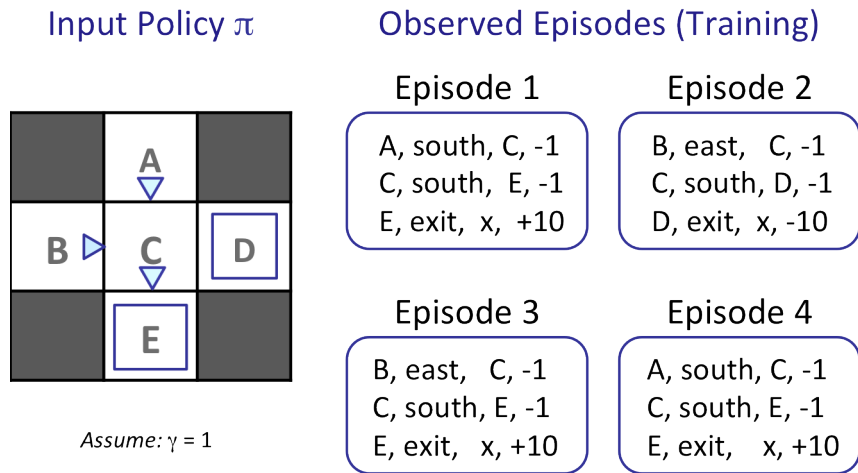 Input Policy π
Observed Episodes (Training)
A
B
C
D
E
Assume: γ = 1
Episode 1
A, south, C, -1
C, south, E, -1
E, exit, x, +10
Episode 2
B, east, C, -1
C, south, D, -1
D, exit, x, -10
Episode 3
B, east, C, -1
C, south, E, -1
E, exit, x, +10
Episode 4
A, south, C, -1
C, south, E, -1
E, exit, x, +10